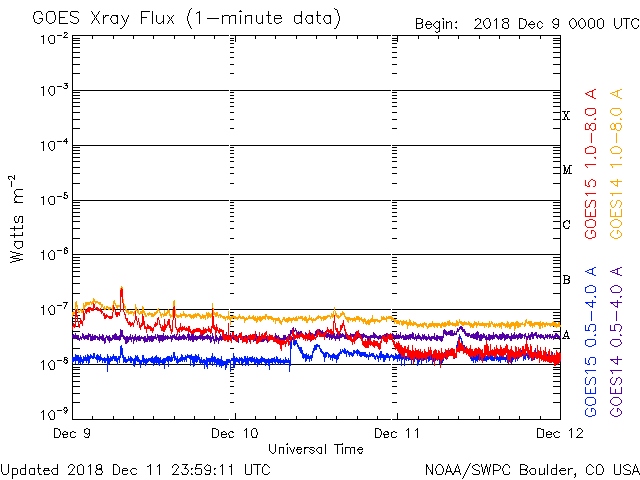 GOES Xray Flux (1-minute data)
Begin: 2018 Dec 9 0000 UTC
10⁻²
10⁻³
10⁻⁴
10⁻⁵
10⁻⁶
10⁻⁷
10⁻⁸
10⁻⁹
Watts m⁻²
X
M
C
B
A
GOES15 1.0-8.0 A
GOES14 1.0-8.0 A
GOES15 0.5-4.0 A
GOES14 0.5-4.0 A
Dec 9 Dec 10 Dec 11 Dec 12
Universal Time
Updated 2018 Dec 11 23:59:11 UTC
NOAA/SWPC Boulder, CO USA